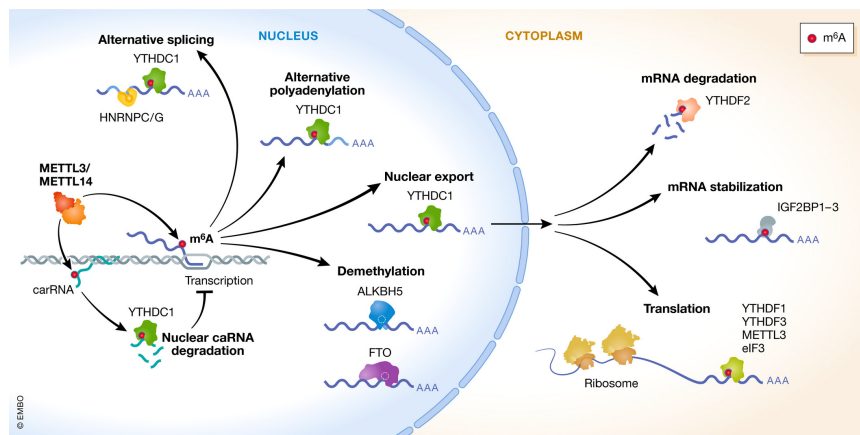 NUCLEUS
CYTOPLASM
m⁶A
Alternative splicing
YTHDC1
AAA
HNRNPC/G
Alternative
polyadenylation
YTHDC1
AAA
METTL3/
METTL14
Nuclear export
YTHDC1
AAA
m⁶A
Transcription
carRNA
YTHDC1
Nuclear caRNA
degradation
Demethylation
ALKBH5
AAA
FTO
AAA
mRNA degradation
YTHDF2
mRNA stabilization
IGF2BP1–3
AAA
Translation
YTHDF1
YTHDF3
METTL3
eIF3
Ribosome
AAA
© EMBO